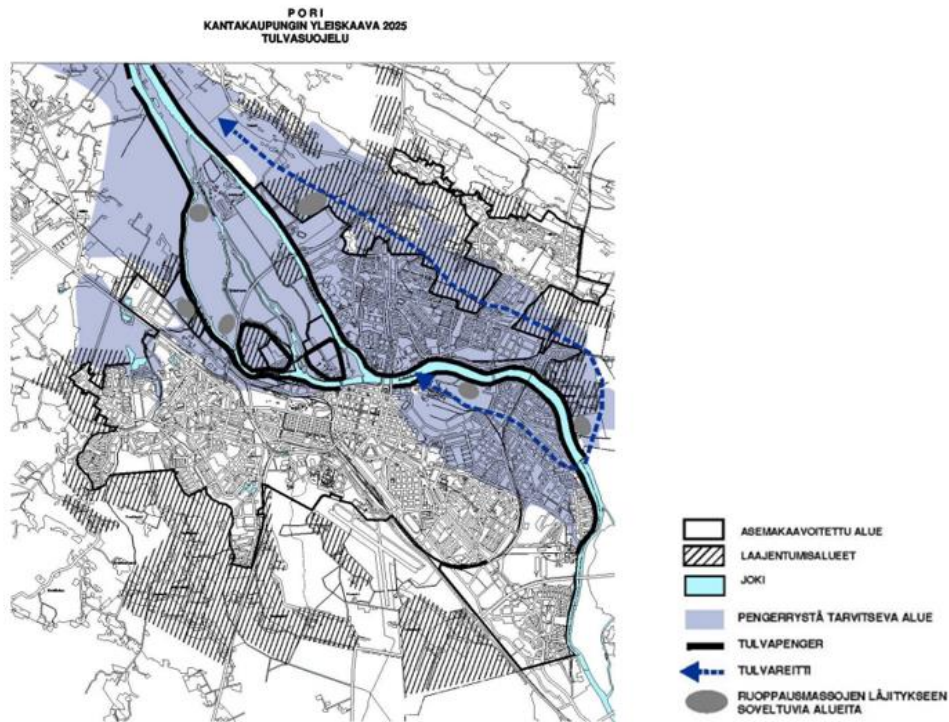 PORI
KANTAKAUPUNGIN YLEISKAAVA 2025
TULVASUOJELU
ASEMAKAAVOITETTU ALUE
LAAJENTUMISALUEET
JOKI
PENGERRYSTÄ TARVITSEVA ALUE
TULVAPENGER
TULVAREITTI
RUOPPAUSMASSOJEN LÄJITYKSEEN
SOVELTUVIA ALUEITA